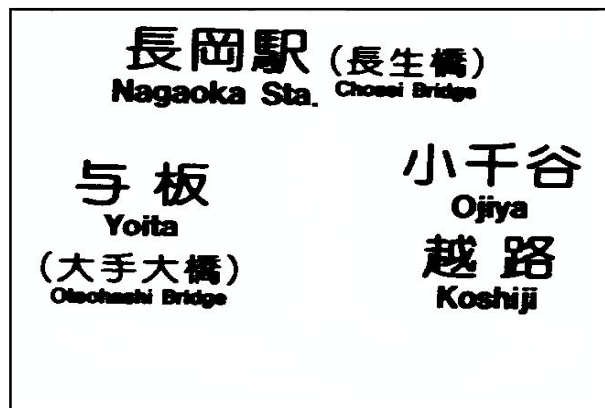 長岡駅（長生橋）
Nagaoka Sta. Chosei Bridge
与板
Yoita
（大手大橋）
Bridge
小千谷
Ojiya
越路
Koshiji